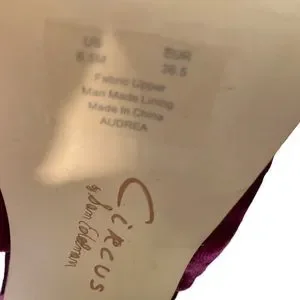 US EUR
6.5M 36.5
Fabric Upper
Man Made Lining
Made in China
AUDREA
Circus
by Sam Edelman